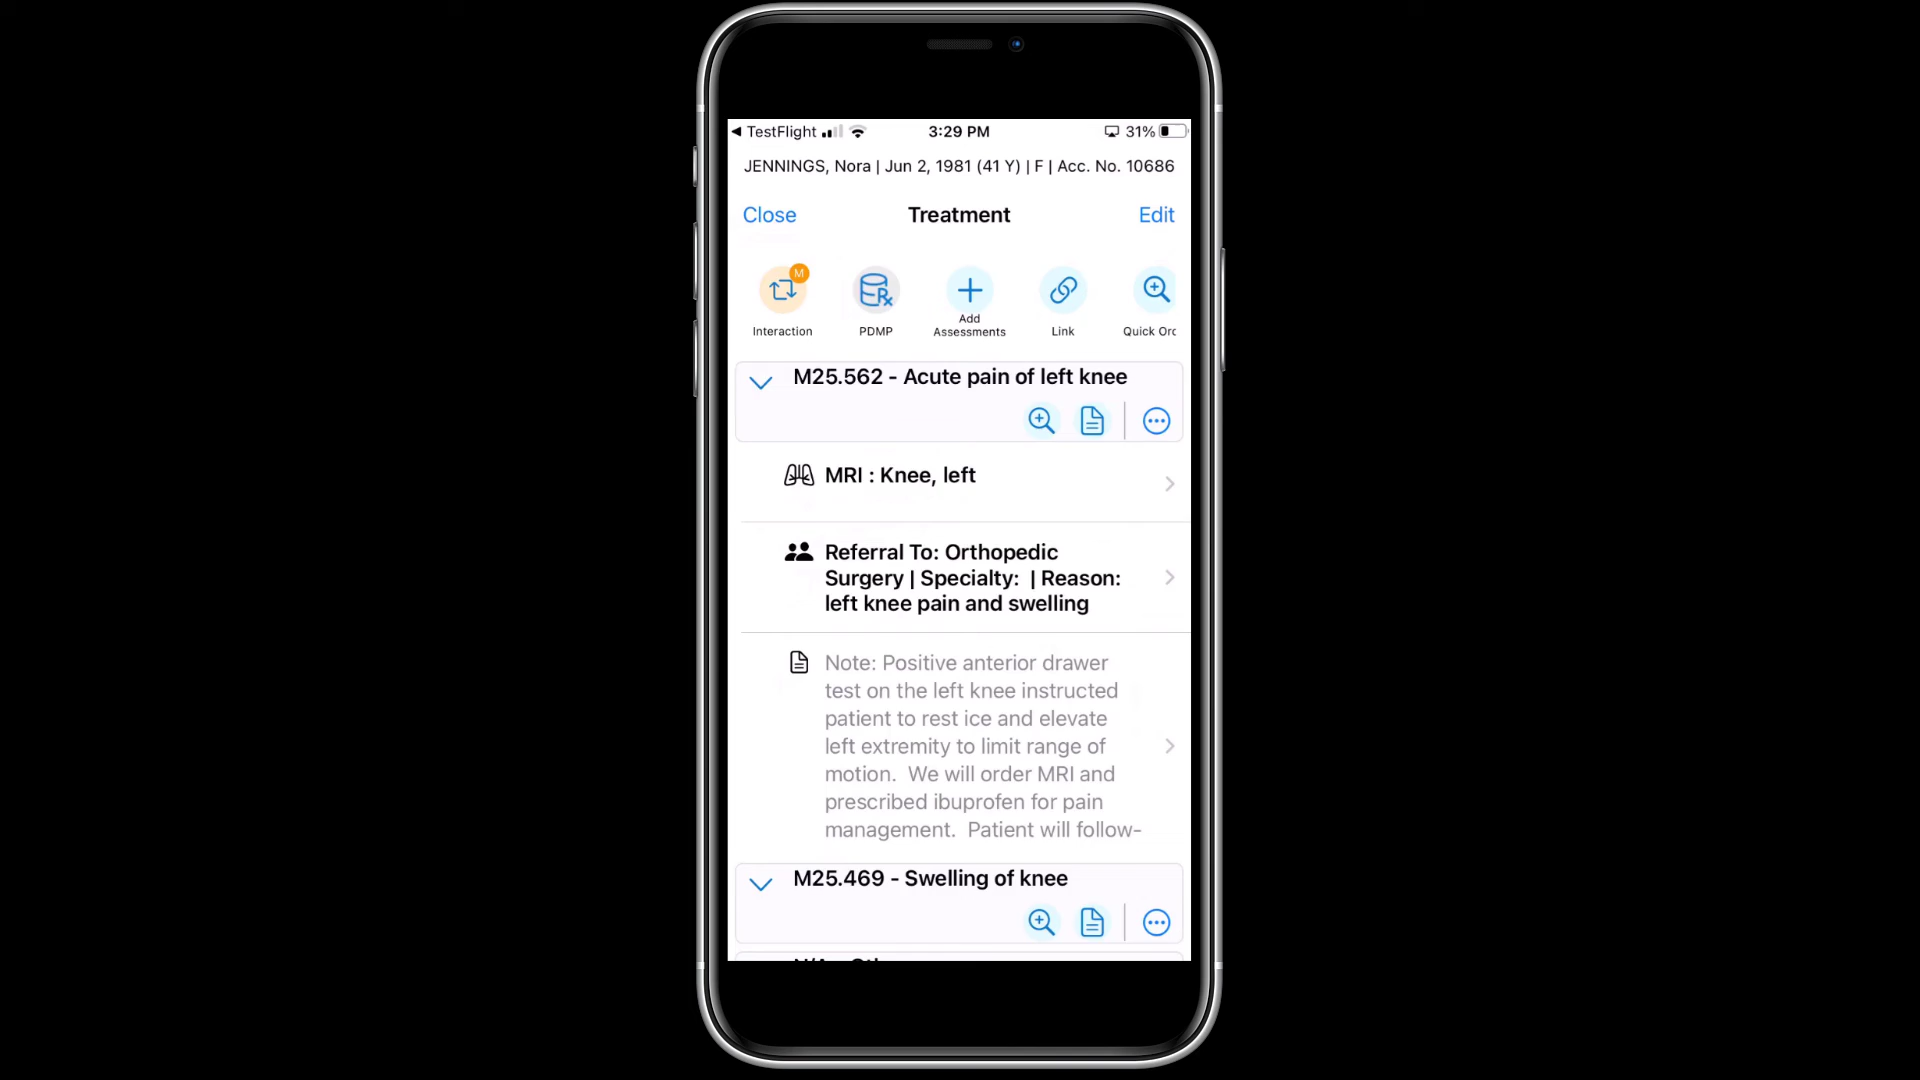 TestFlight
3:29 PM
31%
JENNINGS, Nora | Jun 2, 1981 (41 Y) | F | Acc. No. 10686
Close
Treatment
Edit
M
Interaction
PDMP
Add
Assessments
Link
Quick Orc
M25.562 - Acute pain of left knee
MRI : Knee, left
Referral To: Orthopedic
Surgery | Specialty:  | Reason:
left knee pain and swelling
Note: Positive anterior drawer
test on the left knee instructed
patient to rest ice and elevate
left extremity to limit range of
motion.  We will order MRI and
prescribed ibuprofen for pain
management.  Patient will follow-
M25.469 - Swelling of knee